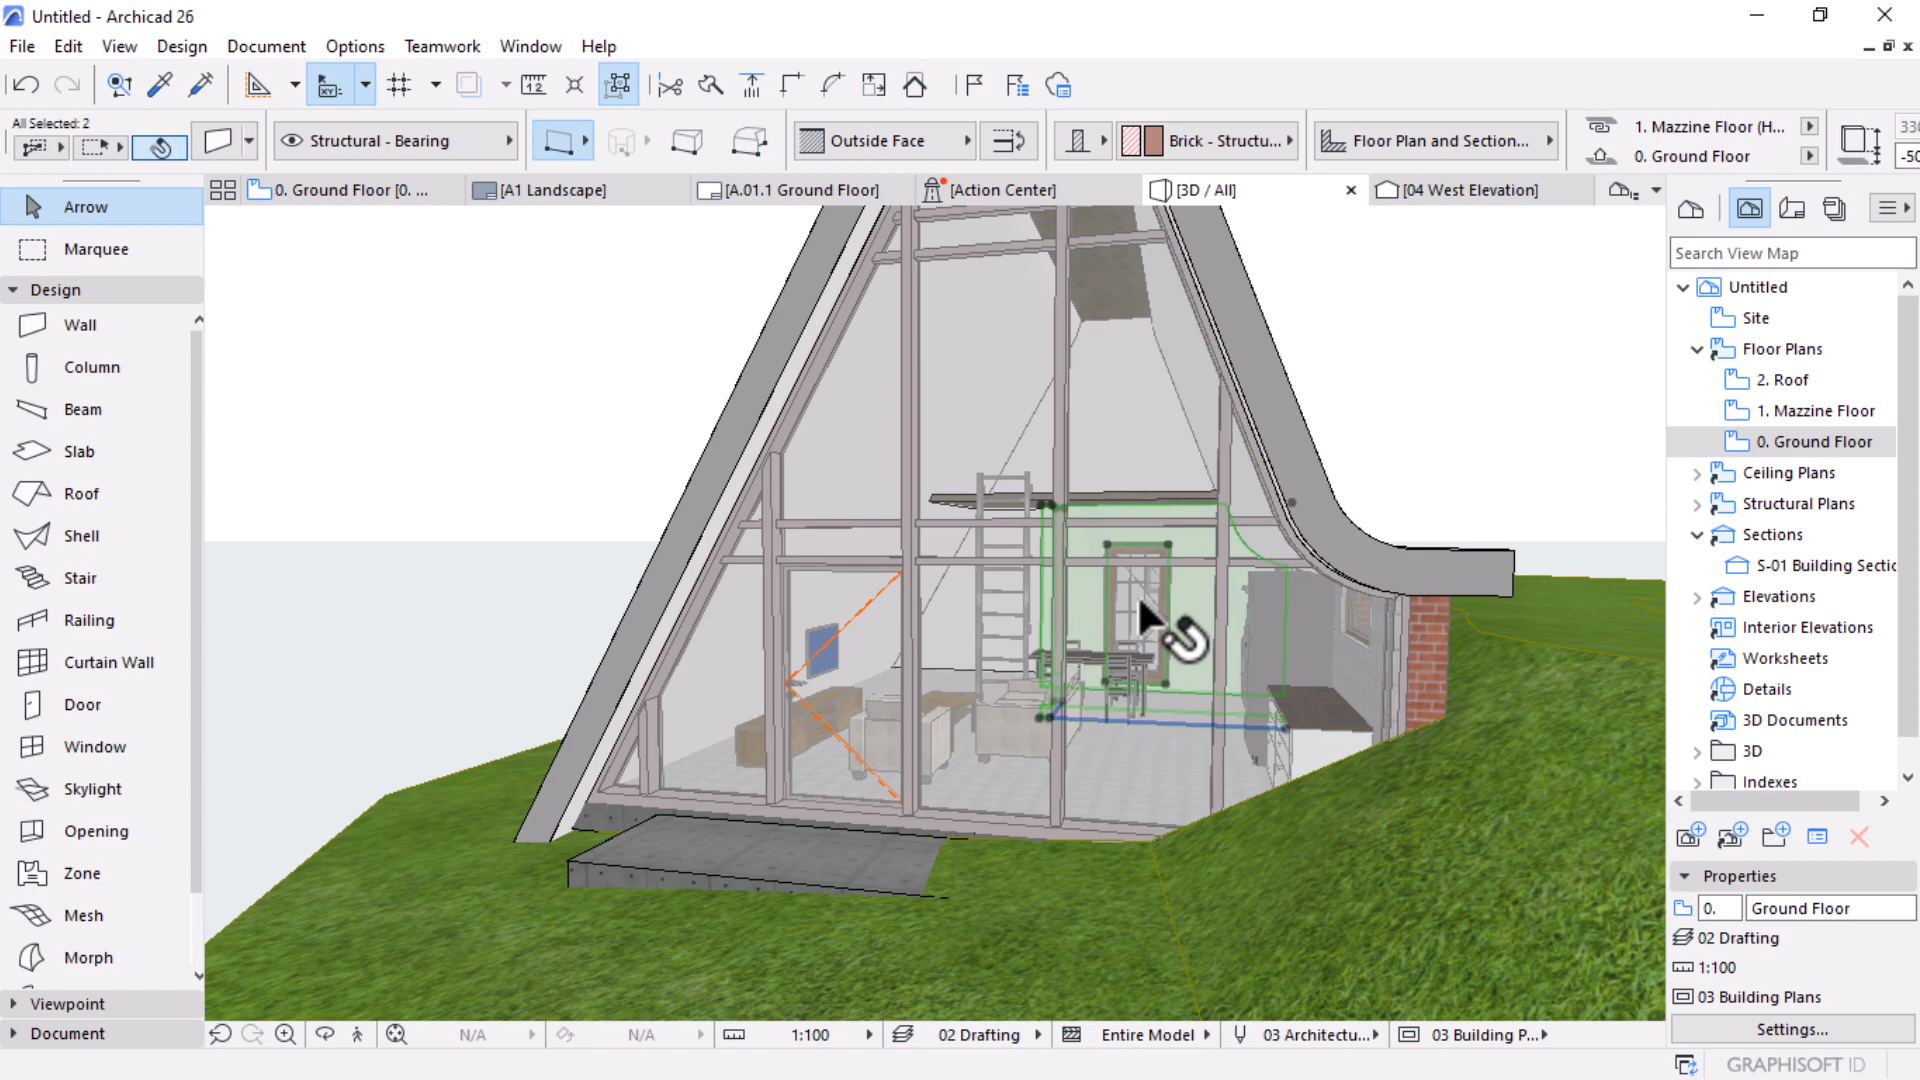 Untitled - Archicad 26
File Edit View Design Document Options Teamwork Window Help
All Selected: 2
Structural - Bearing
Outside Face
Brick - Structu...
Floor Plan and Section...
1. Mazzine Floor (H...
0. Ground Floor
-50
0. Ground Floor [0. ...
[A1 Landscape]
[A.01.1 Ground Floor]
[Action Center]
[3D / All]
[04 West Elevation]
Arrow
Marquee
Design
Wall
Column
Beam
Slab
Roof
Shell
Stair
Railing
Curtain Wall
Door
Window
Skylight
Opening
Zone
Mesh
Morph
Viewpoint
Document
Search View Map
Untitled
Site
Floor Plans
2. Roof
1. Mazzine Floor
0. Ground Floor
Ceiling Plans
Structural Plans
Sections
S-01 Building Sectio
Elevations
Interior Elevations
Worksheets
Details
3D Documents
3D
Indexes
Properties
0. Ground Floor
02 Drafting
1:100
03 Building Plans
Settings...
N/A
N/A
1:100
02 Drafting
Entire Model
03 Architectu...
03 Building P...
GRAPHISOFT ID